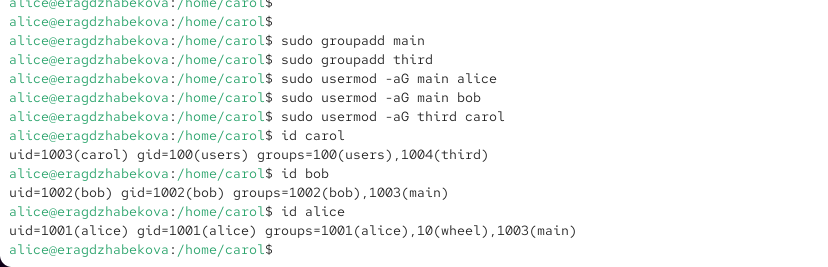 alice@eragdzhabekova:/home/carol$
alice@eragdzhabekova:/home/carol$
alice@eragdzhabekova:/home/carol$ sudo groupadd main
alice@eragdzhabekova:/home/carol$ sudo groupadd third
alice@eragdzhabekova:/home/carol$ sudo usermod -aG main alice
alice@eragdzhabekova:/home/carol$ sudo usermod -aG main bob
alice@eragdzhabekova:/home/carol$ sudo usermod -aG third carol
alice@eragdzhabekova:/home/carol$ id carol
uid=1003(carol) gid=100(users) groups=100(users),1004(third)
alice@eragdzhabekova:/home/carol$ id bob
uid=1002(bob) gid=1002(bob) groups=1002(bob),1003(main)
alice@eragdzhabekova:/home/carol$ id alice
uid=1001(alice) gid=1001(alice) groups=1001(alice),10(wheel),1003(main)
alice@eragdzhabekova:/home/carol$